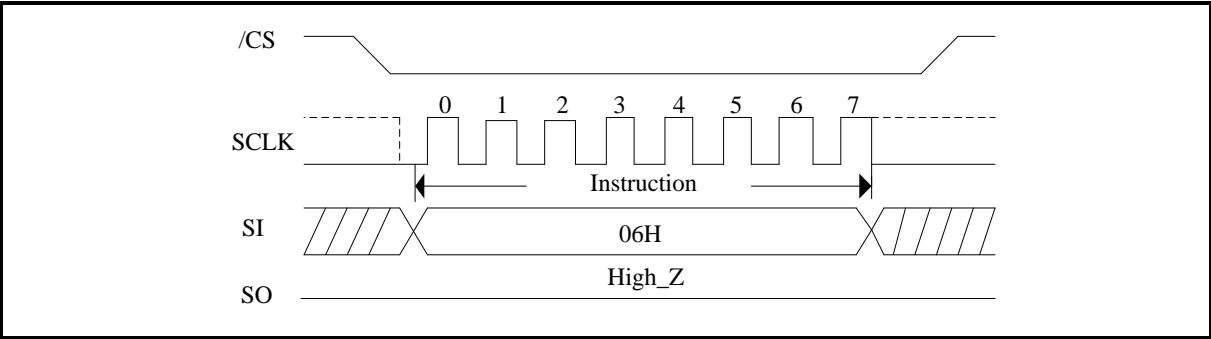 /CS
0 1 2 3 4 5 6 7
SCLK
Instruction
SI
06H
High_Z
SO